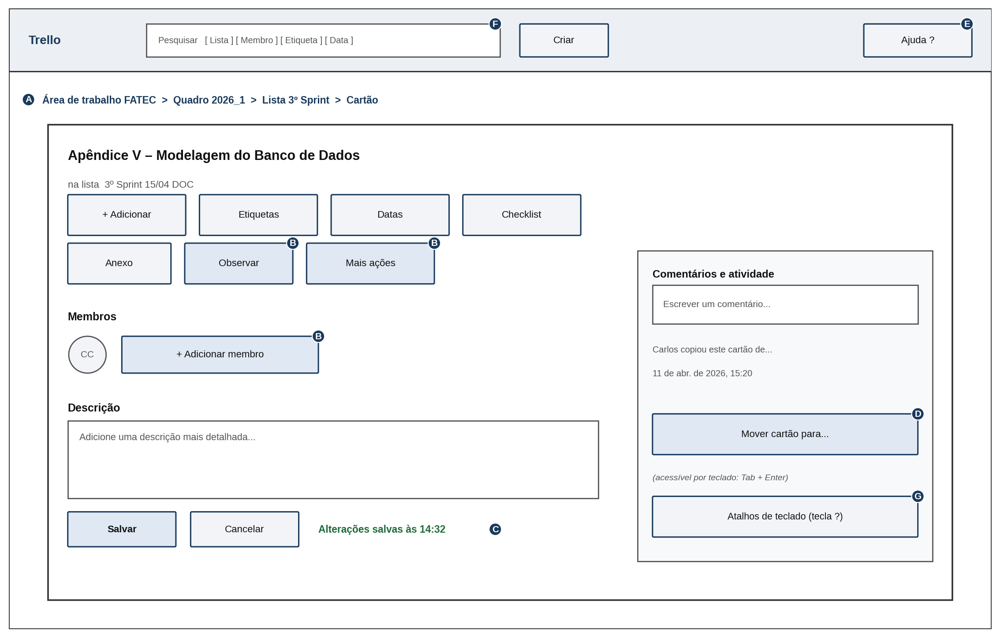 Trello
Pesquisar [ Lista ] [ Membro ] [ Etiqueta ] [ Data ]
F
Criar
Ajuda ?
E
A
Área de trabalho FATEC > Quadro 2026_1 > Lista 3º Sprint > Cartão
Apêndice V – Modelagem do Banco de Dados
na lista 3º Sprint 15/04 DOC
+ Adicionar
Etiquetas
Datas
Checklist
Anexo
Observar
B
Mais ações
B
Membros
CC
+ Adicionar membro
B
Descrição
Adicione uma descrição mais detalhada...
Salvar
Cancelar
Alterações salvas às 14:32
C
Comentários e atividade
Escrever um comentário...
Carlos copiou este cartão de...
11 de abr. de 2026, 15:20
Mover cartão para...
D
(acessível por teclado: Tab + Enter)
Atalhos de teclado (tecla ?)
G